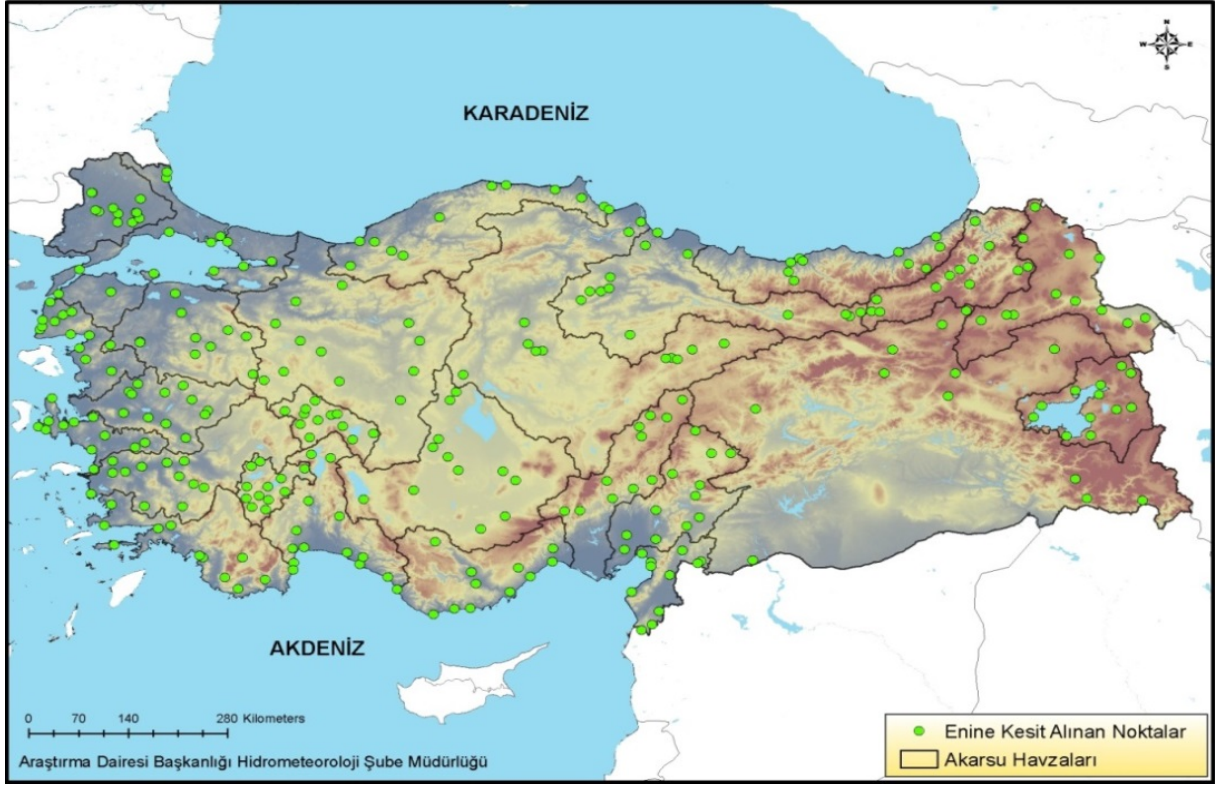 N
W E
S
KARADENİZ
AKDENİZ
0 70 140 280 Kilometers
Araştırma Dairesi Başkanlığı Hidrometeoroloji Şube Müdürlüğü
Enine Kesit Alınan Noktalar
Akarsu Havzaları